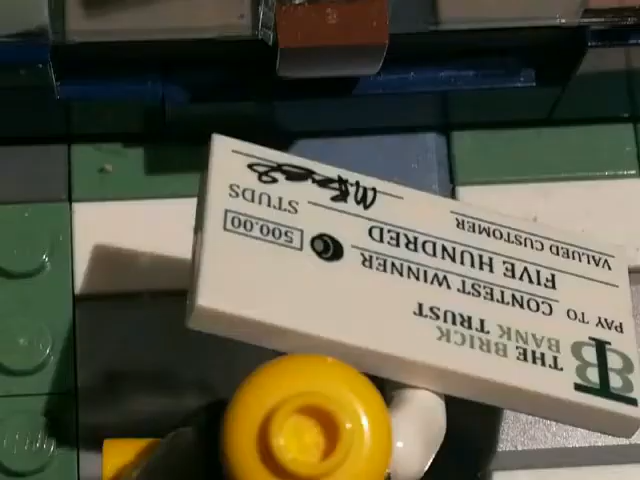 THE BRICK
BANK TRUST
PAY TO CONTEST WINNER
500.00
FIVE HUNDRED STUDS
VALUED CUSTOMER